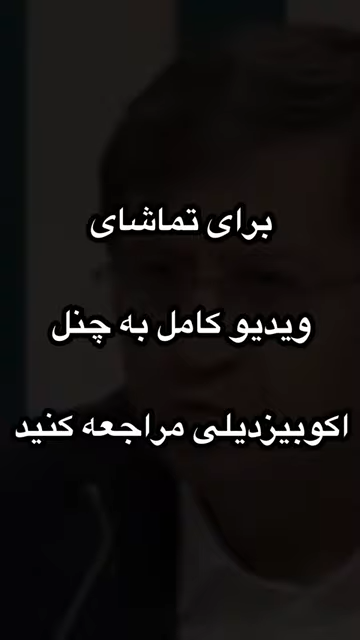 برای تماشای
ویدیو کامل به چنل
اکوبیزدیلی مراجعه کنید